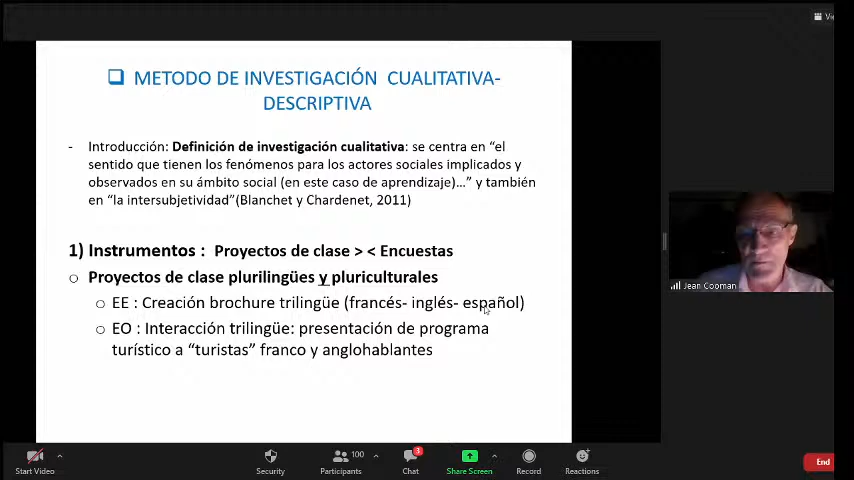 Vi
METODO DE INVESTIGACIÓN CUALITATIVA-
DESCRIPTIVA
- Introducción: Definición de investigación cualitativa: se centra en “el
sentido que tienen los fenómenos para los actores sociales implicados y
observados en su ámbito social (en este caso de aprendizaje)...” y también
en “la intersubjetividad”(Blanchet y Chardenet, 2011)
1) Instrumentos : Proyectos de clase > < Encuestas
Proyectos de clase plurilingües y pluriculturales
EE : Creación brochure trilingüe (francés- inglés- español)
EO : Interacción trilingüe: presentación de programa
turístico a “turistas” franco y anglohablantes
Jean Cooman
Start Video
Security
Participants 100
Chat 3
Share Screen
Record
Reactions
End